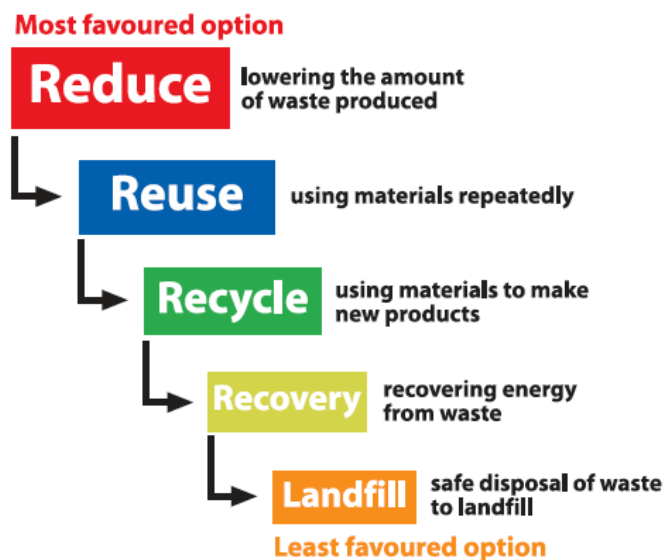 Most favoured option
Reduce
lowering the amount
of waste produced
Reuse
using materials repeatedly
Recycle
using materials to make
new products
Recovery
recovering energy
from waste
Landfill
safe disposal of waste
to landfill
Least favoured option